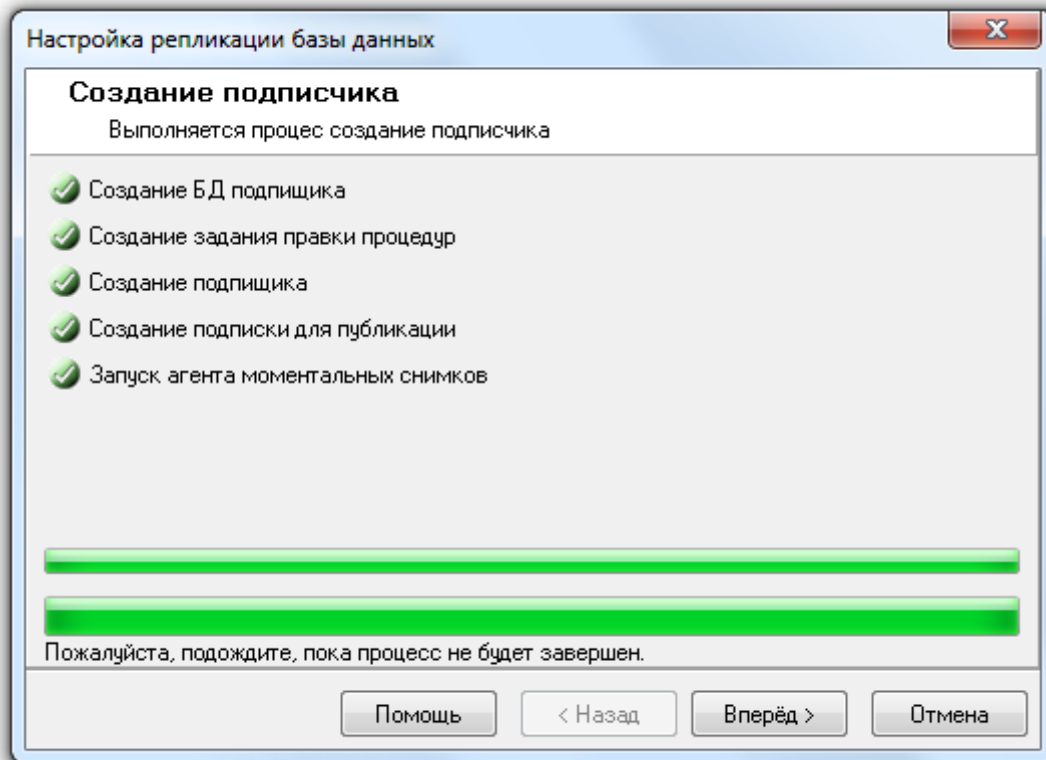 Настройка репликации базы данных
Создание подписчика
Выполняется процес создание подписчика
Создание БД подпищика
Создание задания правки процедур
Создание подпищика
Создание подписки для публикации
Запуск агента моментальных снимков
Пожалуйста, подождите, пока процесс не будет завершен.
Помощь
< Назад
Вперёд >
Отмена